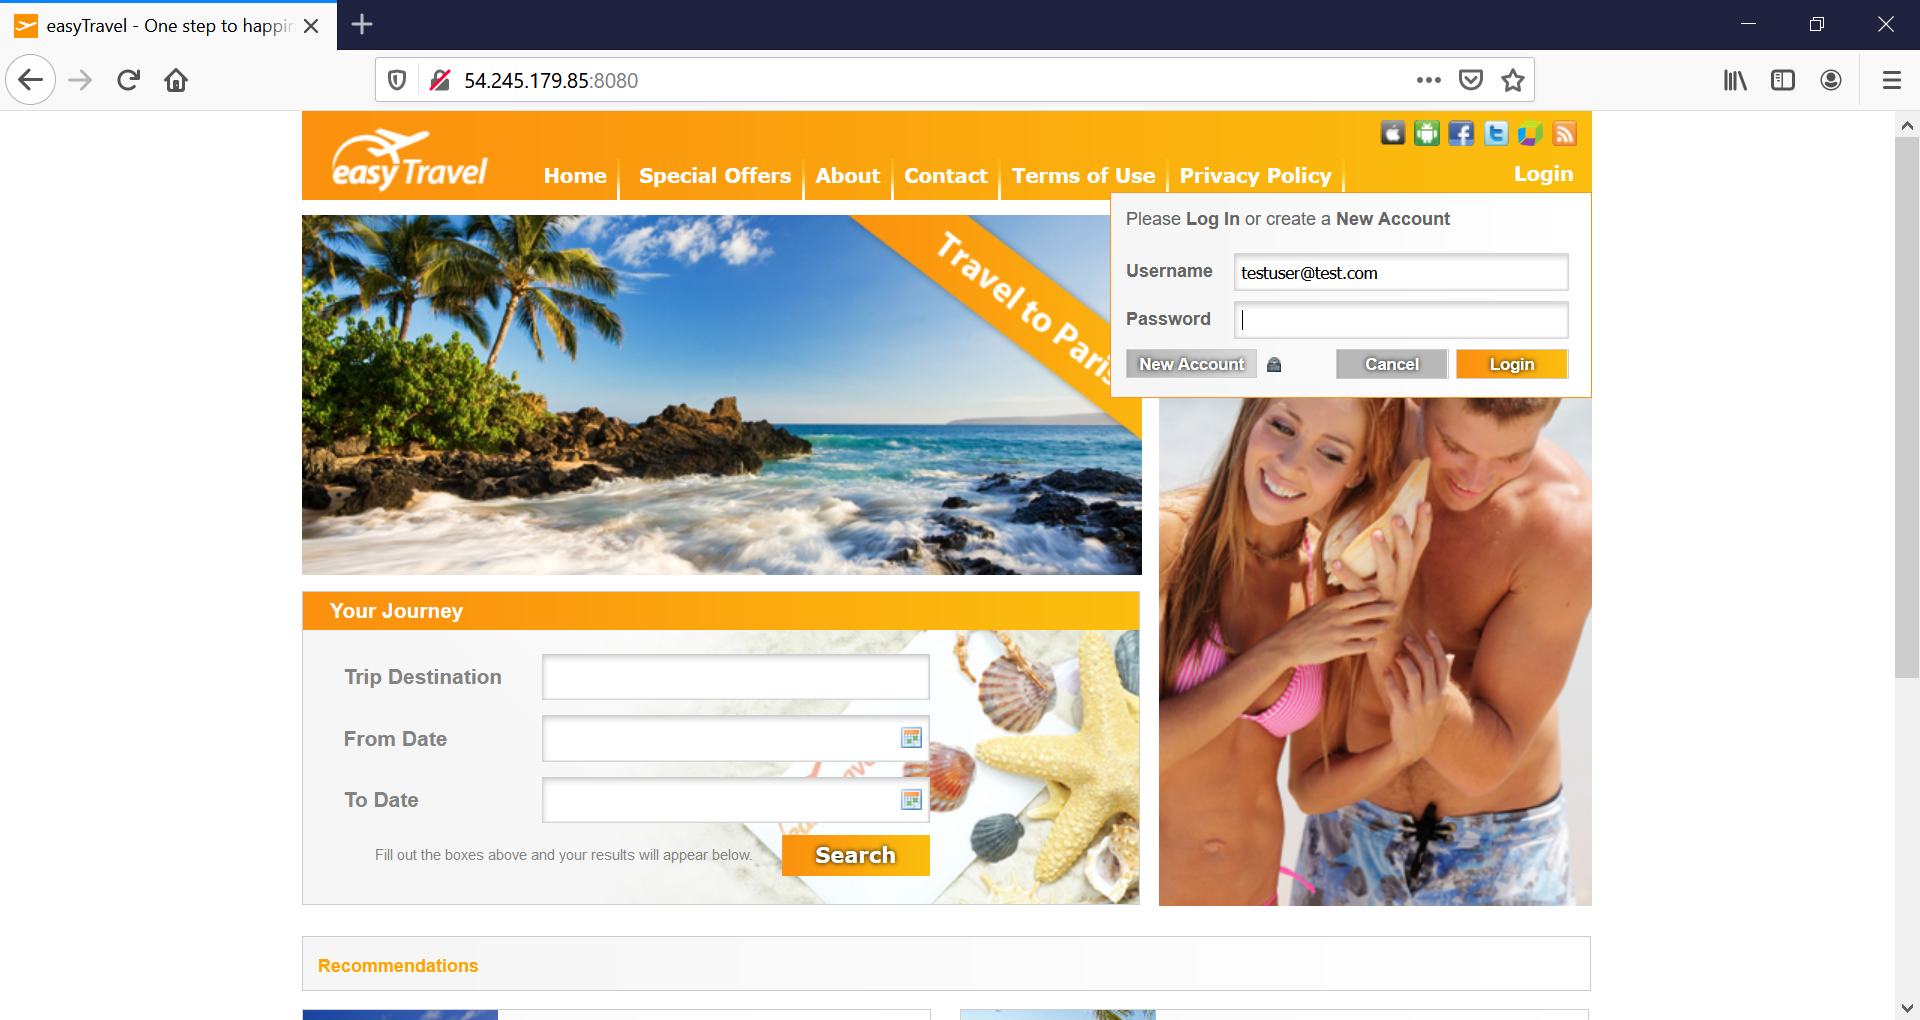 easyTravel - One step to happin
54.245.179.85:8080
easyTravel
Home
Special Offers
About
Contact
Terms of Use
Privacy Policy
Login
Travel to Paris
Please Log In or create a New Account
Username
testuser@test.com
Password
New Account
Cancel
Login
Your Journey
Trip Destination
From Date
To Date
Fill out the boxes above and your results will appear below.
Search
Recommendations